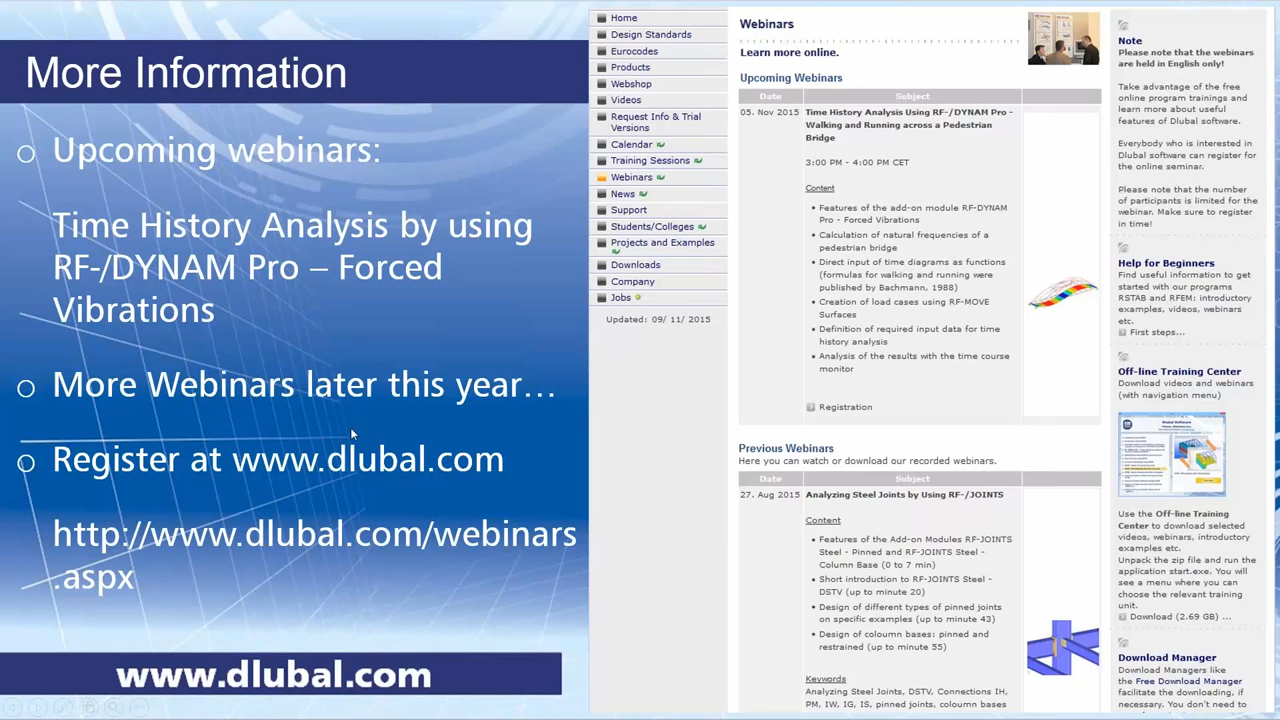 More Information
Upcoming webinars:
Time History Analysis by using
RF-/DYNAM Pro – Forced
Vibrations
More Webinars later this year…
Register at www.dlubal.com
http://www.dlubal.com/webinars
.aspx
www.dlubal.com
Home
Design Standards
Eurocodes
Products
Webshop
Videos
Request Info & Trial
Versions
Calendar
Training Sessions
Webinars
News
Support
Students/Colleges
Projects and Examples
Downloads
Company
Jobs
Updated: 09/ 11/ 2015
Webinars
Learn more online.
Upcoming Webinars
Date Subject
05. Nov 2015 Time History Analysis Using RF-/DYNAM Pro -
Walking and Running across a Pedestrian
Bridge
3:00 PM - 4:00 PM CET
Content
Features of the add-on module RF-DYNAM
Pro - Forced Vibrations
Calculation of natural frequencies of a
pedestrian bridge
Direct input of time diagrams as functions
(formulas for walking and running were
published by Bachmann, 1988)
Creation of load cases using RF-MOVE
Surfaces
Definition of required input data for time
history analysis
Analysis of the results with the time course
monitor
Registration
Previous Webinars
Here you can watch or download our recorded webinars.
Date Subject
27. Aug 2015 Analyzing Steel Joints by Using RF-/JOINTS
Content
Features of the Add-on Modules RF-JOINTS
Steel - Pinned and RF-JOINTS Steel -
Column Base (0 to 7 min)
Short introduction to RF-JOINTS Steel -
DSTV (up to minute 20)
Design of different types of pinned joints
on specific examples (up to minute 43)
Design of coloumn bases: pinned and
restrained (up to minute 55)
Keywords
Analyzing Steel Joints, DSTV, Connections IH,
PM, IW, IG, IS, pinned joints, coloumn bases
Note
Please note that the webinars
are held in English only!
Take advantage of the free
online program trainings and
learn more about useful
features of Dlubal software.
Everybody who is interested in
Dlubal software can register for
the online seminar.
Please note that the number
of participants is limited for the
webinar. Make sure to register
in time!
Help for Beginners
Find useful information to get
started with our programs
RSTAB and RFEM: introductory
examples, videos, webinars
etc.
First steps...
Off-line Training Center
Download videos and webinars
(with navigation menu)
Use the Off-line Training
Center to download selected
videos, webinars, introductory
examples etc.
Unpack the zip file and run the
application start.exe. You will
see a menu where you can
choose the relevant training
unit.
Download (2.69 GB) ...
Download Manager
Download Managers like
the Free Download Manager
facilitate the downloading, if
necessary. You don't need to